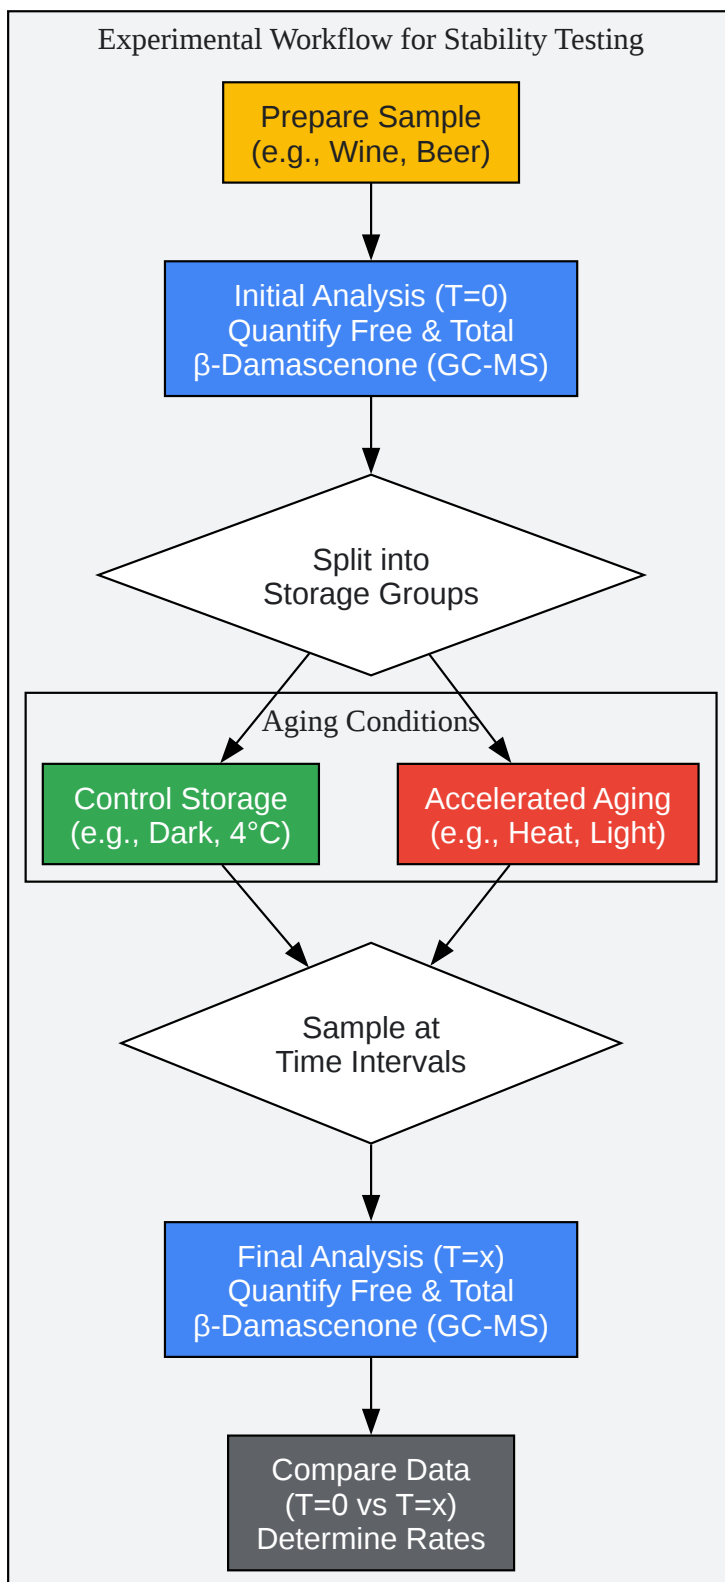 Experimental Workflow for Stability Testing
Prepare Sample
(e.g., Wine, Beer)
Initial Analysis (T=0)
Quantify Free & Total
β-Damascenone (GC-MS)
Split into
Storage Groups
Aging Conditions
Control Storage
(e.g., Dark, 4°C)
Accelerated Aging
(e.g., Heat, Light)
Sample at
Time Intervals
Final Analysis (T=x)
Quantify Free & Total
β-Damascenone (GC-MS)
Compare Data
(T=0 vs T=x)
Determine Rates